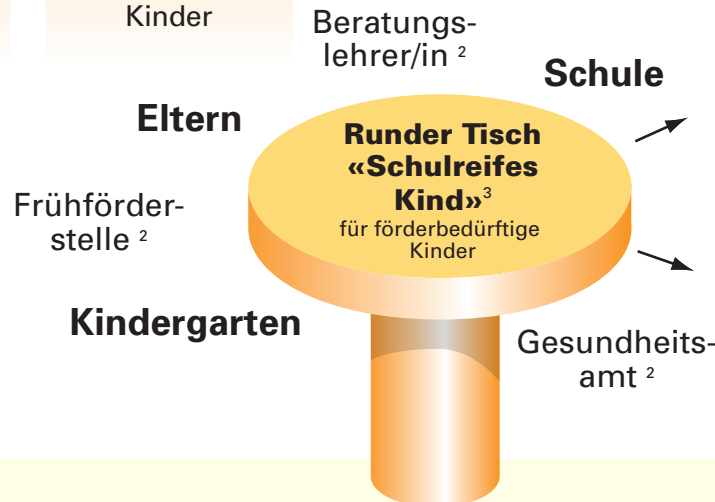 Kinder
Beratungs-
lehrer/in ²
Schule
Eltern
Runder Tisch
«Schulreifes
Kind»³
für förderbedürftige
Kinder
Frühförder-
stelle ²
Kindergarten
Gesundheits-
amt ²